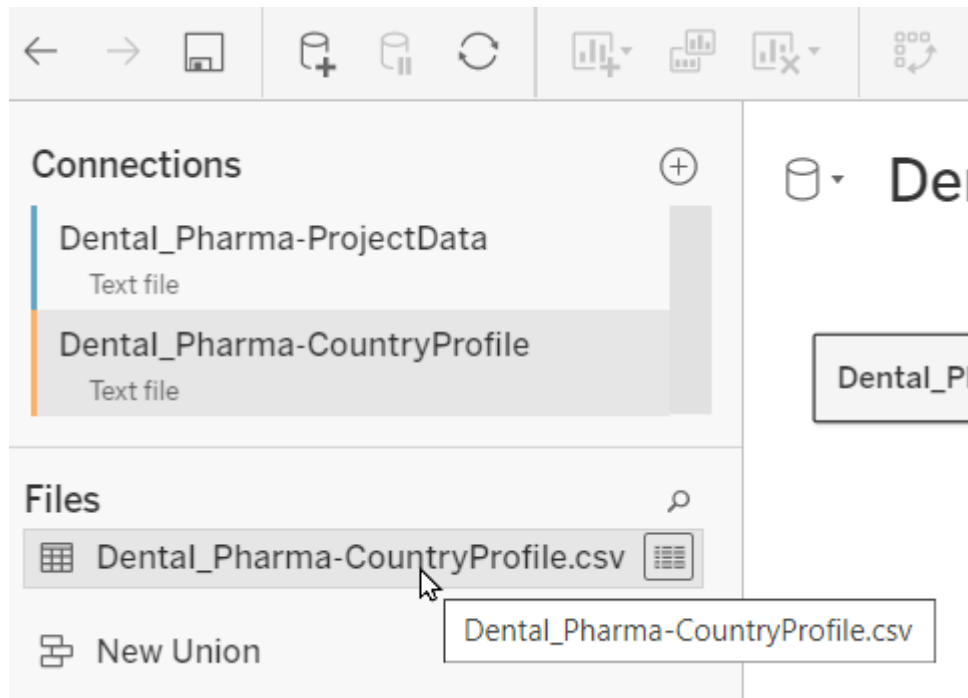 Connections
Dental_Pharma-ProjectData
Text file
Dental_Pharma-CountryProfile
Text file
Files
Dental_Pharma-CountryProfile.csv
Dental_Pharma-CountryProfile.csv
New Union